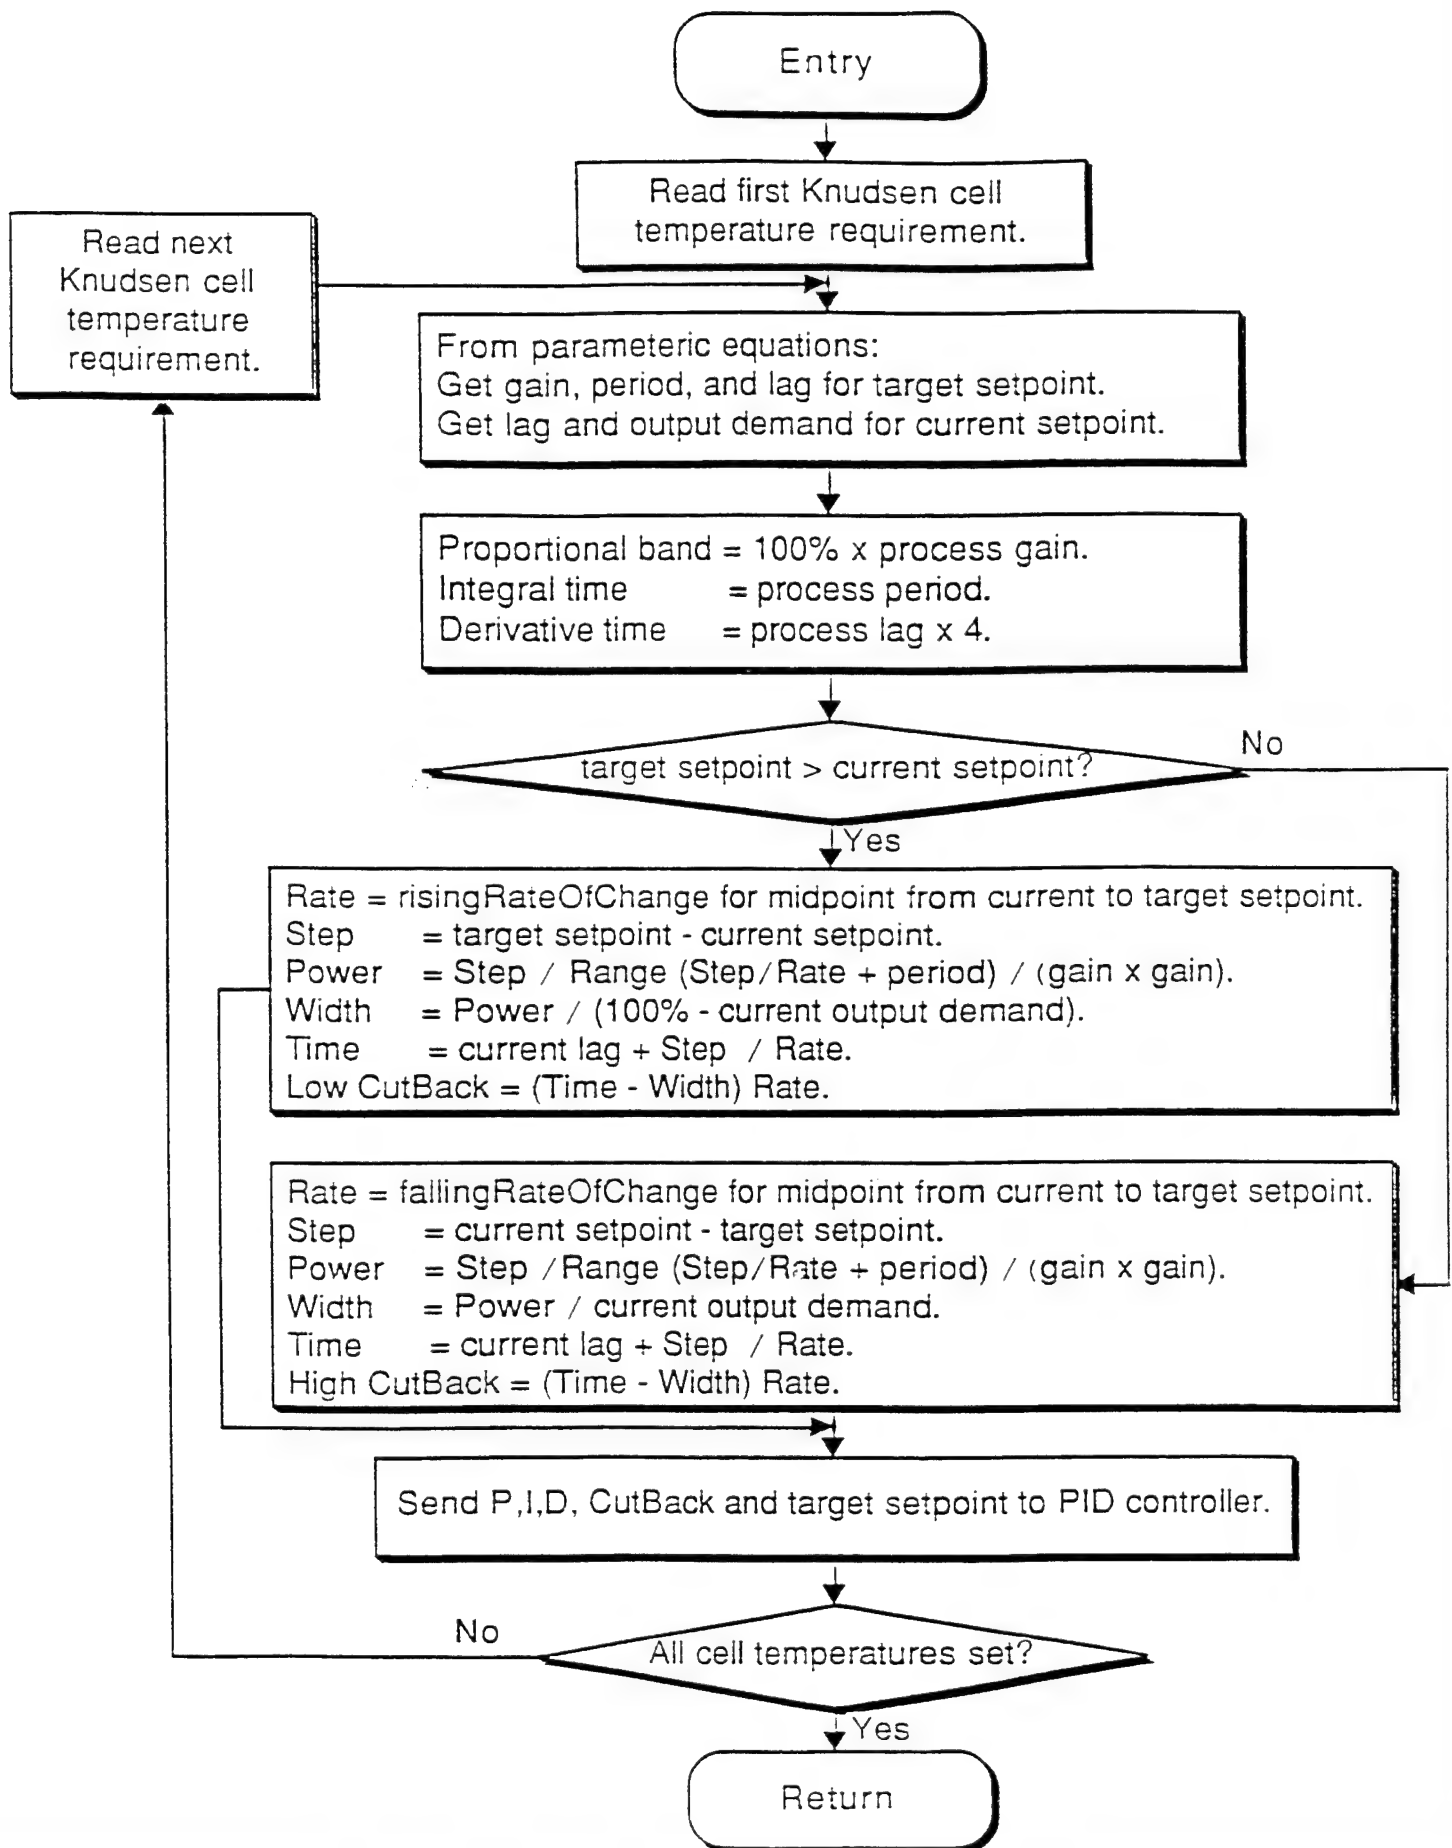 Entry
Read first Knudsen cell
temperature requirement.
Read next
Knudsen cell
temperature
requirement.
From parameteric equations:
Get gain, period, and lag for target setpoint.
Get lag and output demand for current setpoint.
Proportional band = 100% x process gain.
Integral time = process period.
Derivative time = process lag x 4.
target setpoint > current setpoint?
No
Yes
Rate = risingRateOfChange for midpoint from current to target setpoint.
Step = target setpoint - current setpoint.
Power = Step / Range (Step/Rate + period) / (gain x gain).
Width = Power / (100% - current output demand).
Time = current lag + Step / Rate.
Low CutBack = (Time - Width) Rate.
Rate = fallingRateOfChange for midpoint from current to target setpoint.
Step = current setpoint - target setpoint.
Power = Step / Range (Step/Rate + period) / (gain x gain).
Width = Power / current output demand.
Time = current lag + Step / Rate.
High CutBack = (Time - Width) Rate.
Send P,I,D, CutBack and target setpoint to PID controller.
No
All cell temperatures set?
Yes
Return